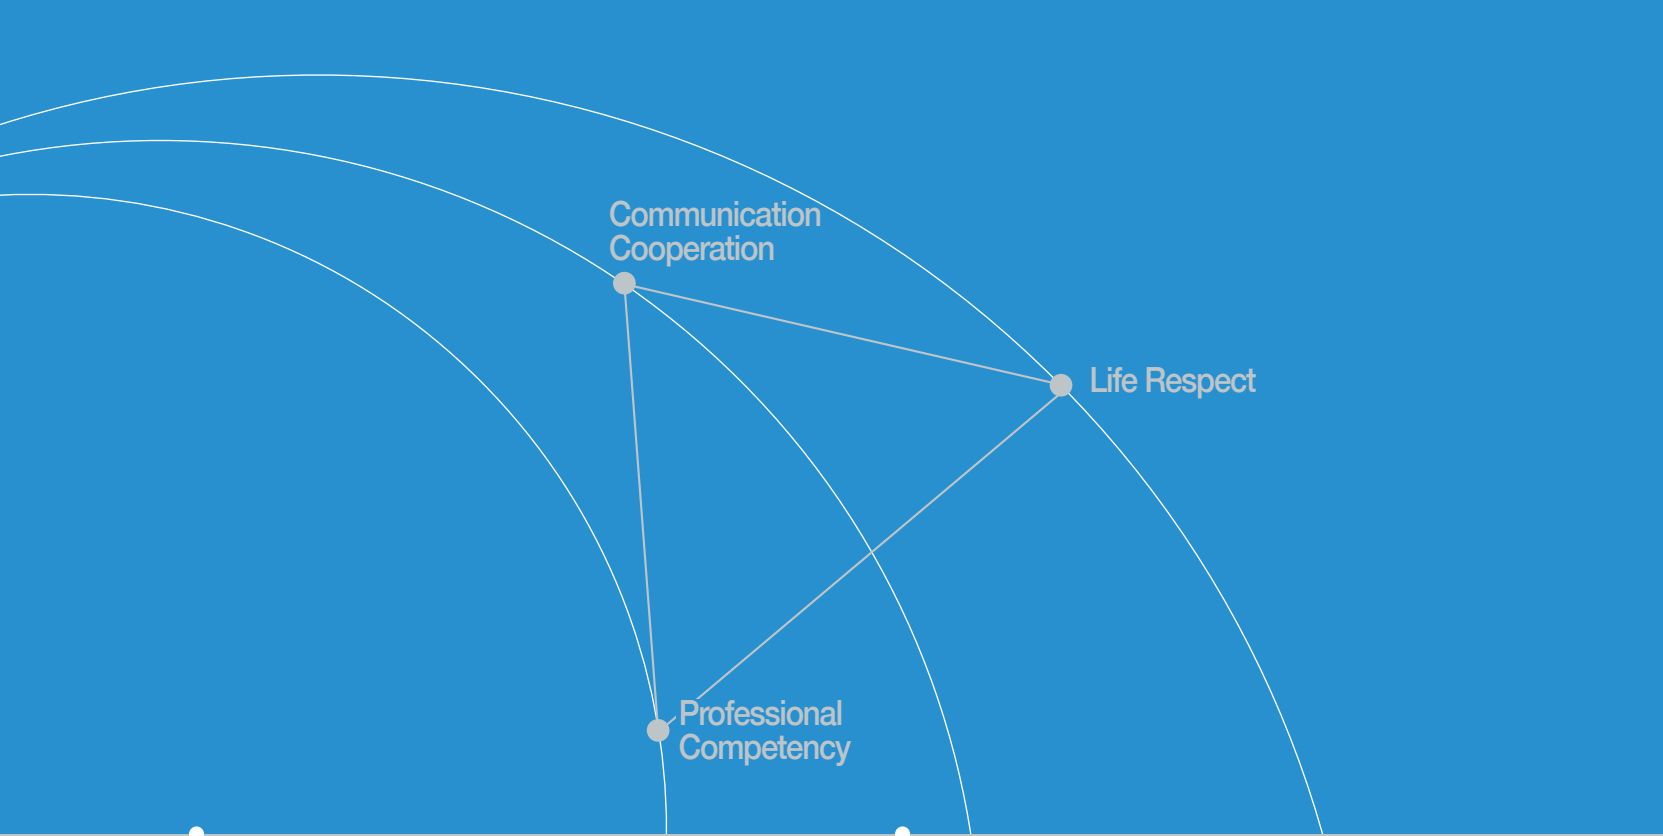 Communication
Cooperation
Life Respect
Professional
Competency